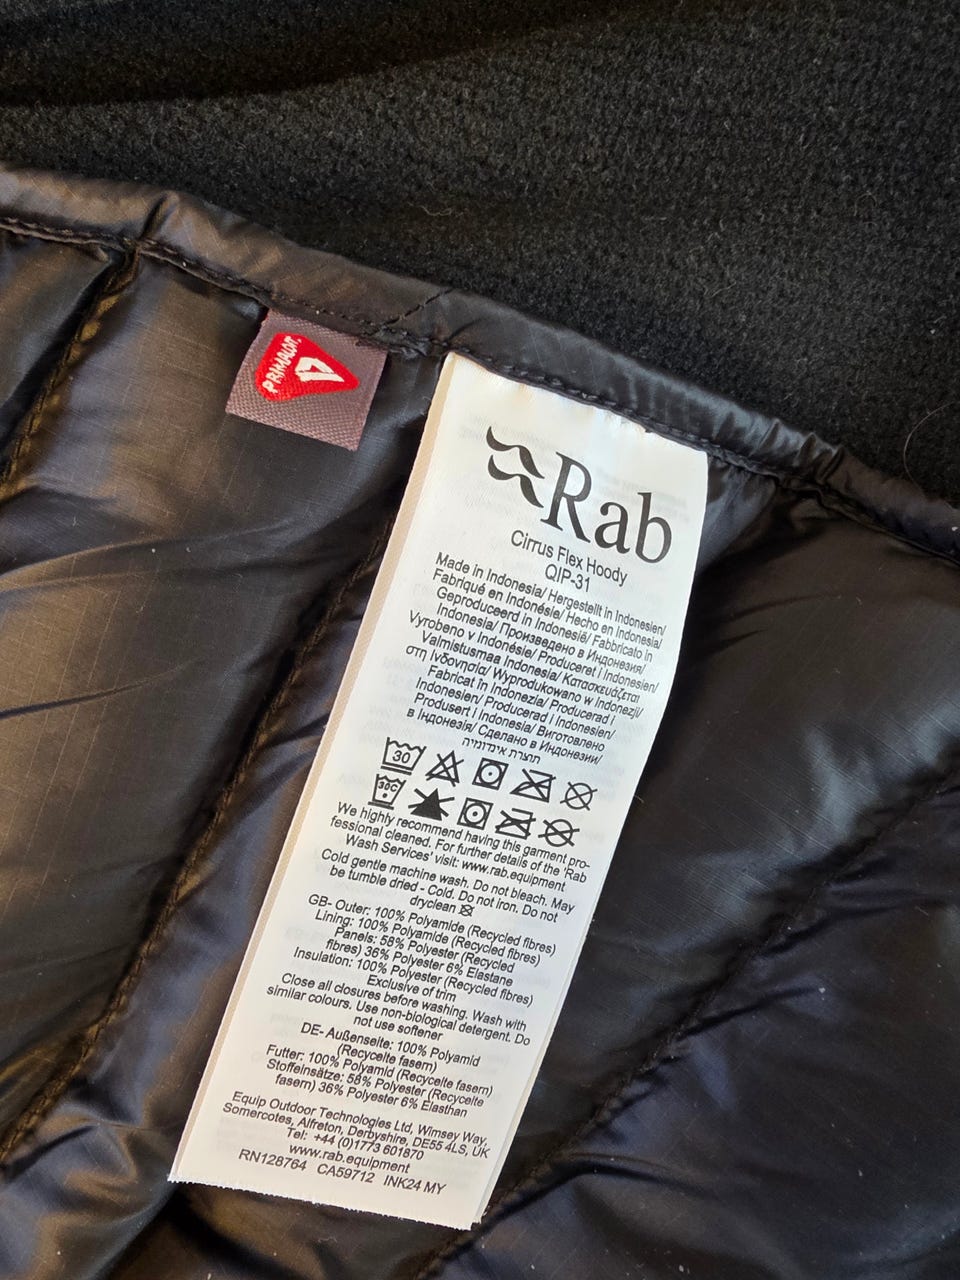 PRIMALOFT.
Rab
Cirrus Flex Hoody
QIP-31
Made in Indonesia/ Hergestellt in Indonesien/
Fabriqué en Indonésie/ Hecho en Indonesia/
Geproduceerd in Indonesië/ Fabbricato in
Indonesia/ Произведено в Индонезия/
Vyrobeno v Indonésie/ Produceret i Indonesien/
Valmistusmaa Indonesia/ Κατασκευάζεται
στη Ινδονησία/ Wyprodukowano w Indonezji/
Fabricat în Indonezia/ Producerad i
Indonesien/ Producerad i Indonesien/
Produsert i Indonesia/ Виготовлено
в Індонезія/ Сделано в Индонезии/
תוצרת אינדונזיה
30
30C
We highly recommend having this garment pro-
fessional cleaned. For further details of the 'Rab
Wash Services' visit: www.rab.equipment
Cold gentle machine wash. Do not bleach. May
be tumble dried - Cold. Do not iron. Do not
dryclean
GB- Outer: 100% Polyamide (Recycled fibres)
Lining: 100% Polyamide (Recycled fibres)
Panels: 58% Polyester (Recycled
fibres) 36% Polyester 6% Elastane
Insulation: 100% Polyester (Recycled fibres)
Exclusive of trim
Close all closures before washing. Wash with
similar colours. Use non-biological detergent. Do
not use softener
DE- Außenseite: 100% Polyamid
(Recycelte fasern)
Futter: 100% Polyamid (Recycelte fasern)
Stoffeinsätze: 58% Polyester (Recycelte
fasern) 36% Polyester 6% Elasthan
Equip Outdoor Technologies Ltd, Wimsey Way,
Somercotes, Alfreton, Derbyshire, DE55 4LS, UK
Tel: +44 (0)1773 601870
www.rab.equipment
RN128764 CA59712 INK24 MY